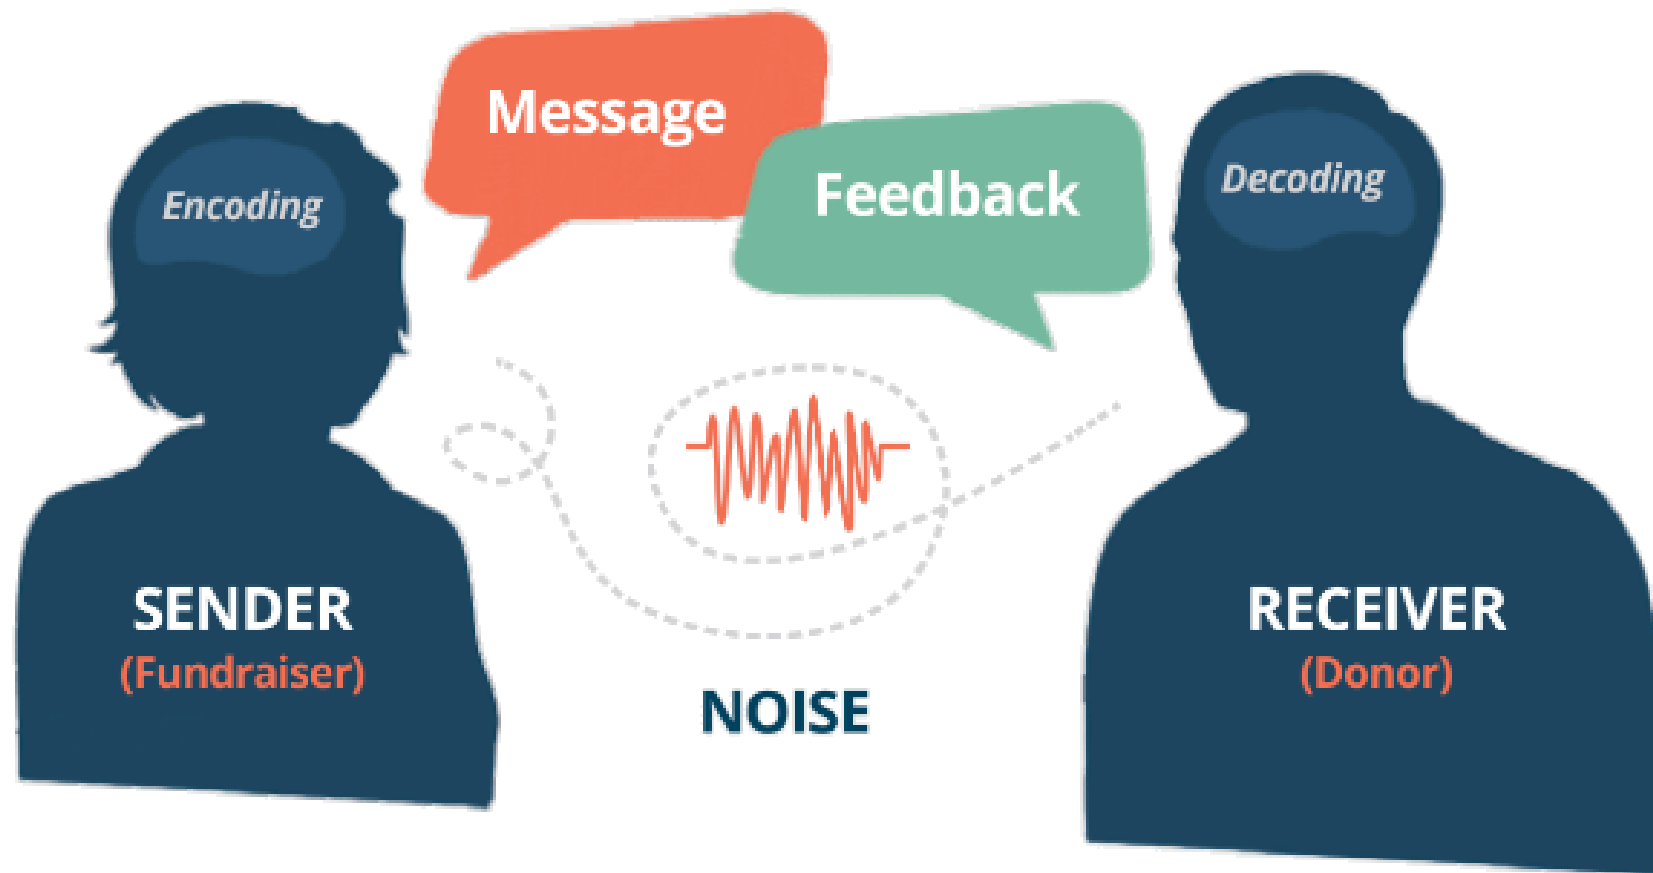 Message
Feedback
Encoding
Decoding
SENDER
(Fundraiser)
RECEIVER
(Donor)
NOISE